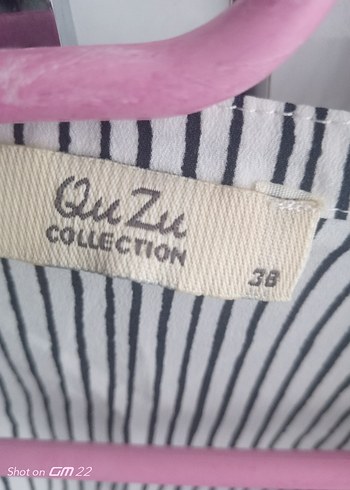 QuZu
COLLECTION
38
Shot on GM 22